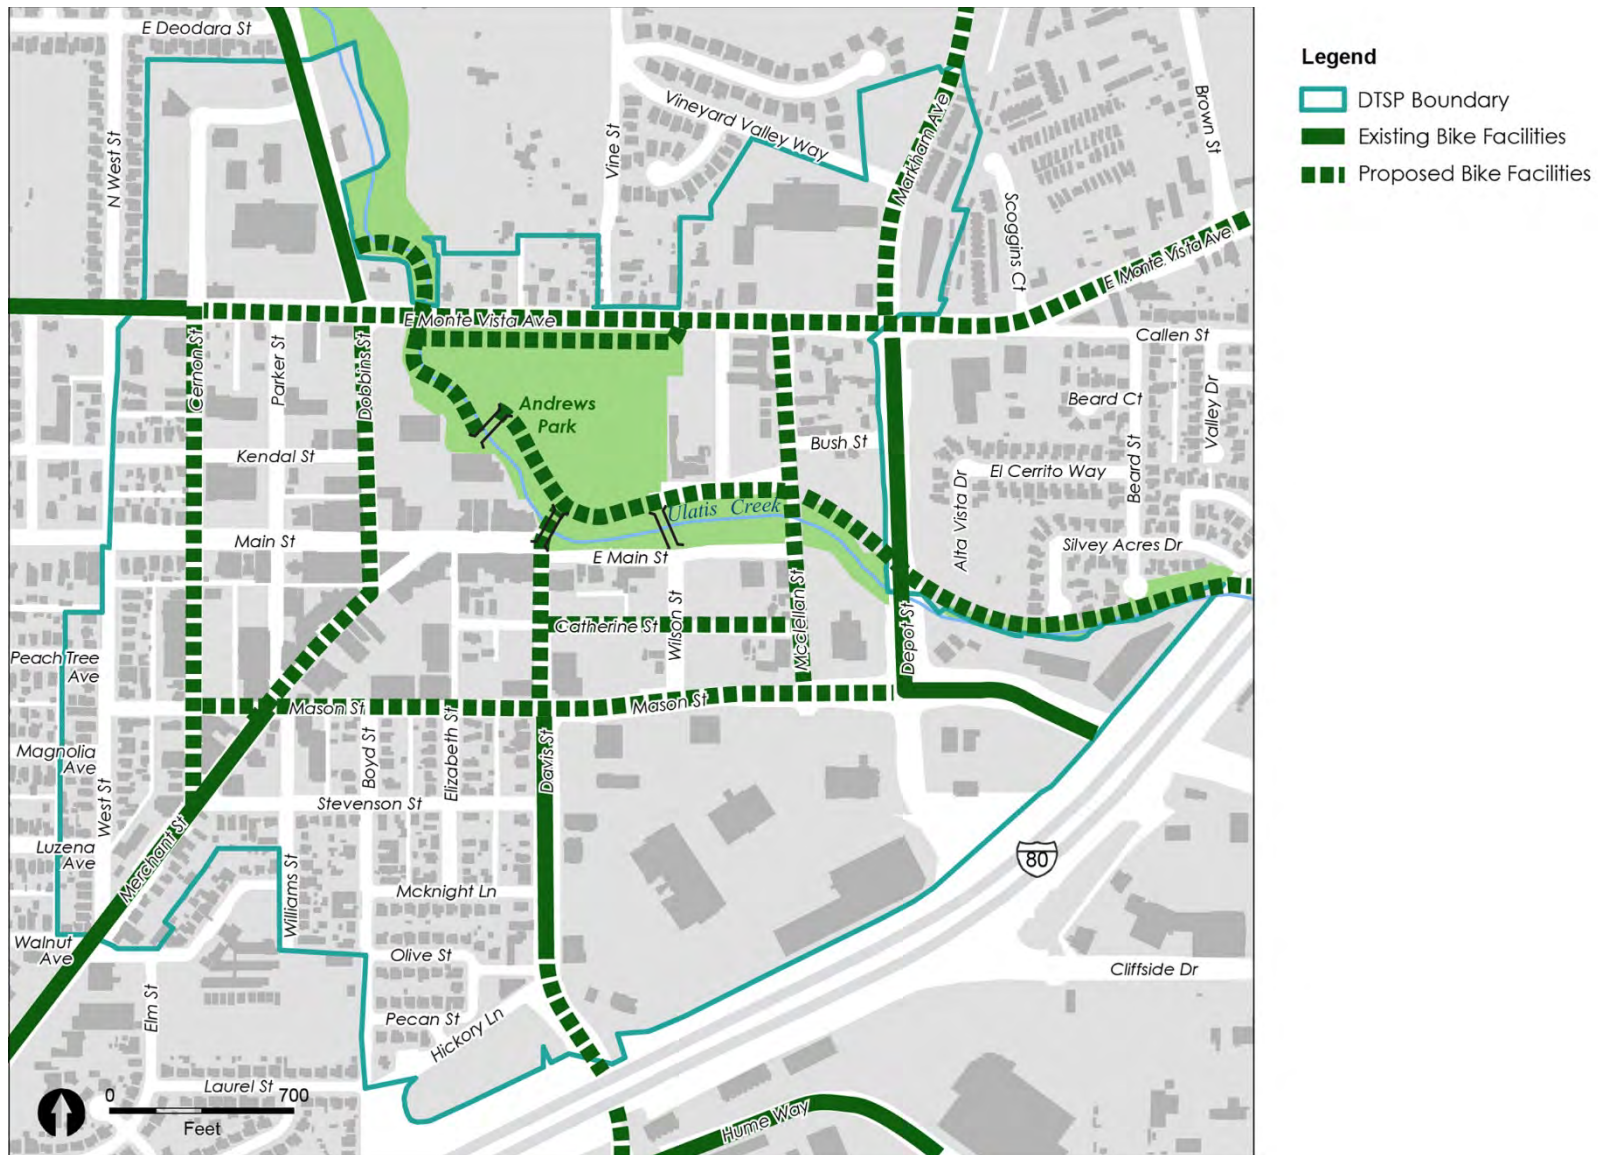 E Deodara St
N West St
Vine St
Vineyard Valley Way
Markham Ave
Brown St
Scoggins Ct
E Monte Vista Ave
E Monte Vista Ave
Callen St
Cernon St
Parker St
Dobbins St
Andrews
Park
Kendal St
Bush St
Beard Ct
Valley Dr
Beard St
El Cerrito Way
Alta Vista Dr
Ulatis Creek
Main St
E Main St
Silvey Acres Dr
Catherine St
Wilson St
Mcclellan St
Depot St
Peach Tree
Ave
Mason St
Mason St
Magnolia
Ave
West St
Boyd St
Elizabeth St
Davis St
Stevenson St
Luzena
Ave
Merchant St
Williams St
Mcknight Ln
Walnut
Ave
Olive St
Elm St
Pecan St
Hickory Ln
Laurel St
Cliffside Dr
Hume Way
80
0
700
Feet
Legend
DTSP Boundary
Existing Bike Facilities
Proposed Bike Facilities